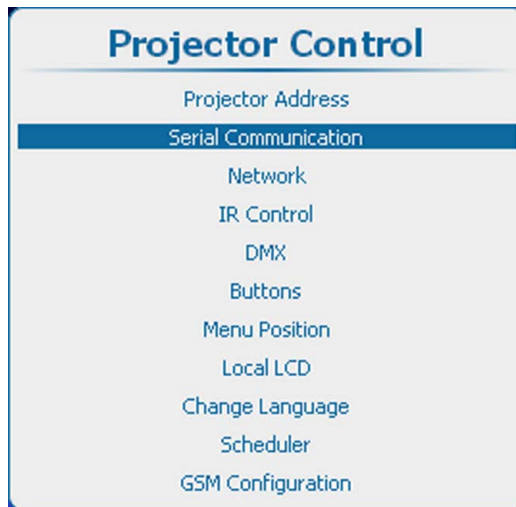 Projector Control
Projector Address
Serial Communication
Network
IR Control
DMX
Buttons
Menu Position
Local LCD
Change Language
Scheduler
GSM Configuration